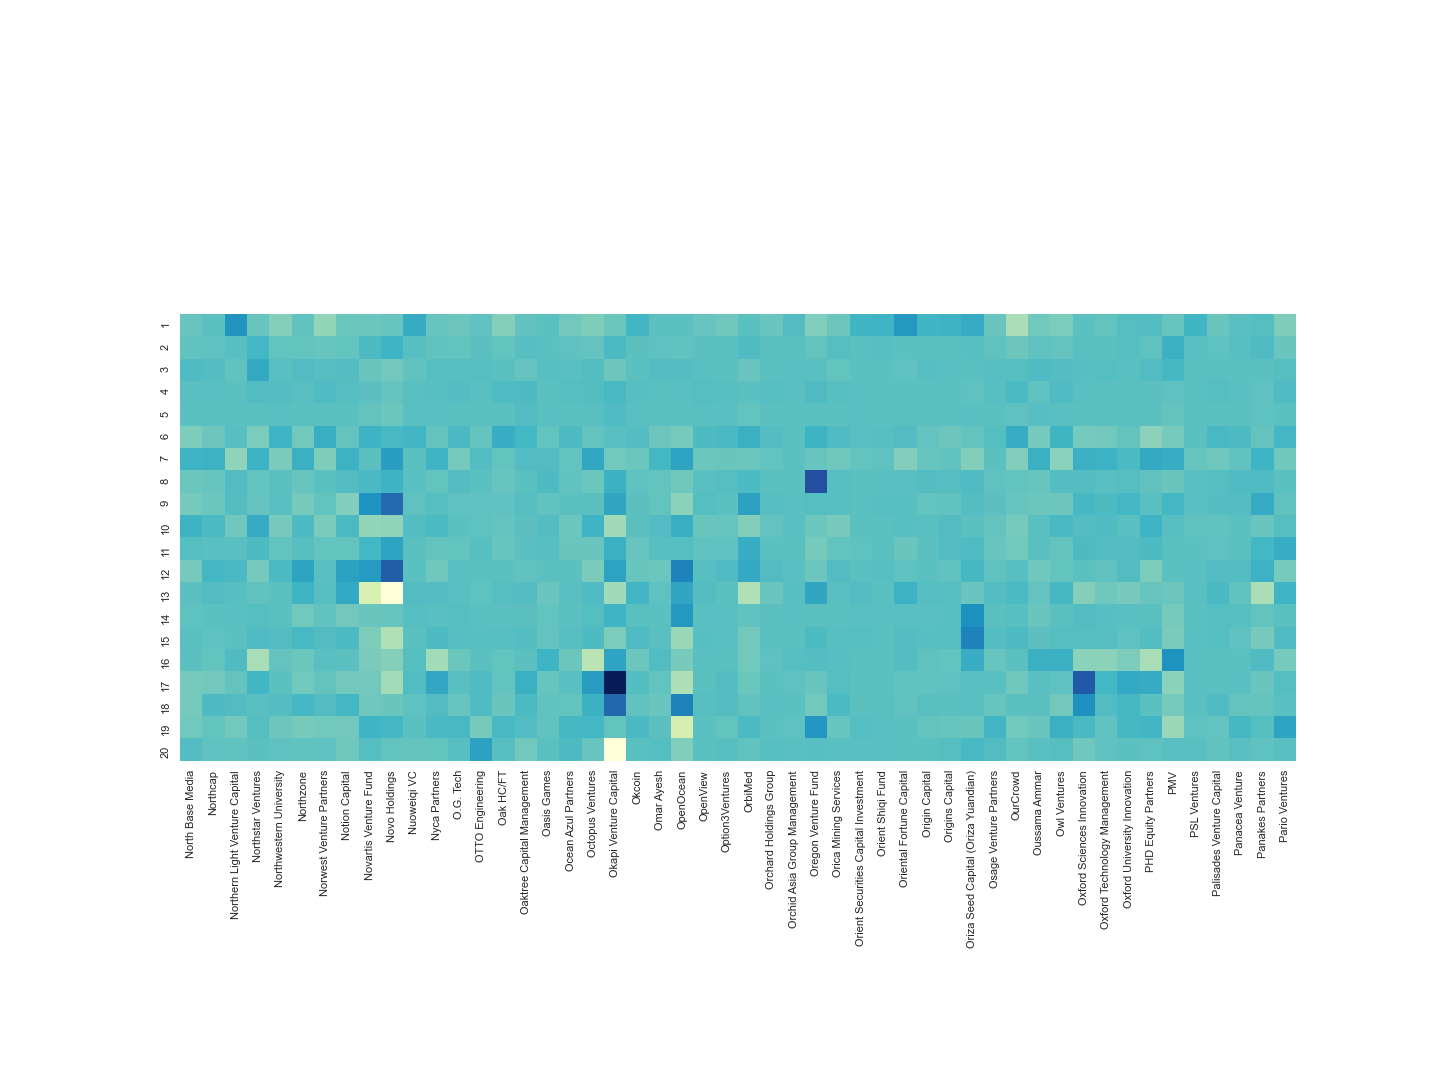 1
2
3
4
5
6
7
8
9
10
11
12
13
14
15
16
17
18
19
20
North Base Media
Northcap
Northern Light Venture Capital
Northstar Ventures
Northwestern University
Northzone
Norwest Venture Partners
Notion Capital
Novartis Venture Fund
Novo Holdings
Nuoweiqi VC
Nyca Partners
O.G. Tech
OTTO Engineering
Oak HC/FT
Oaktree Capital Management
Oasis Games
Ocean Azul Partners
Octopus Ventures
Okapi Venture Capital
Okcoin
Omar Ayesh
OpenOcean
OpenView
Option3Ventures
OrbiMed
Orchard Holdings Group
Orchid Asia Group Management
Oregon Venture Fund
Orica Mining Services
Orient Securities Capital Investment
Orient Shiqi Fund
Oriental Fortune Capital
Origin Capital
Origins Capital
Oriza Seed Capital (Oriza Yuandian)
Osage Venture Partners
OurCrowd
Oussama Ammar
Owl Ventures
Oxford Sciences Innovation
Oxford Technology Management
Oxford University Innovation
PHD Equity Partners
PMV
PSL Ventures
Palisades Venture Capital
Panacea Venture
Panakes Partners
Pario Ventures